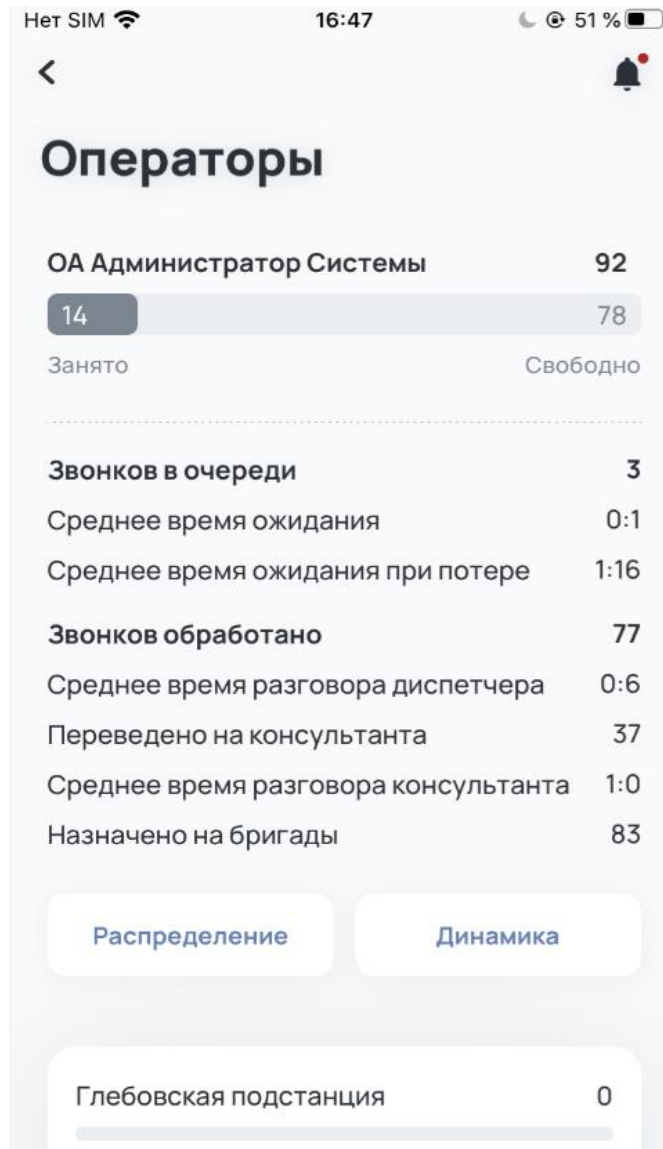 Нет SIM 16:47 51 %
Операторы
ОА Администратор Системы 92
14 78
Занято Свободно
Звонков в очереди 3
Среднее время ожидания 0:1
Среднее время ожидания при потере 1:16
Звонков обработано 77
Среднее время разговора диспетчера 0:6
Переведено на консультанта 37
Среднее время разговора консультанта 1:0
Назначено на бригады 83
Распределение Динамика
Глебовская подстанция 0